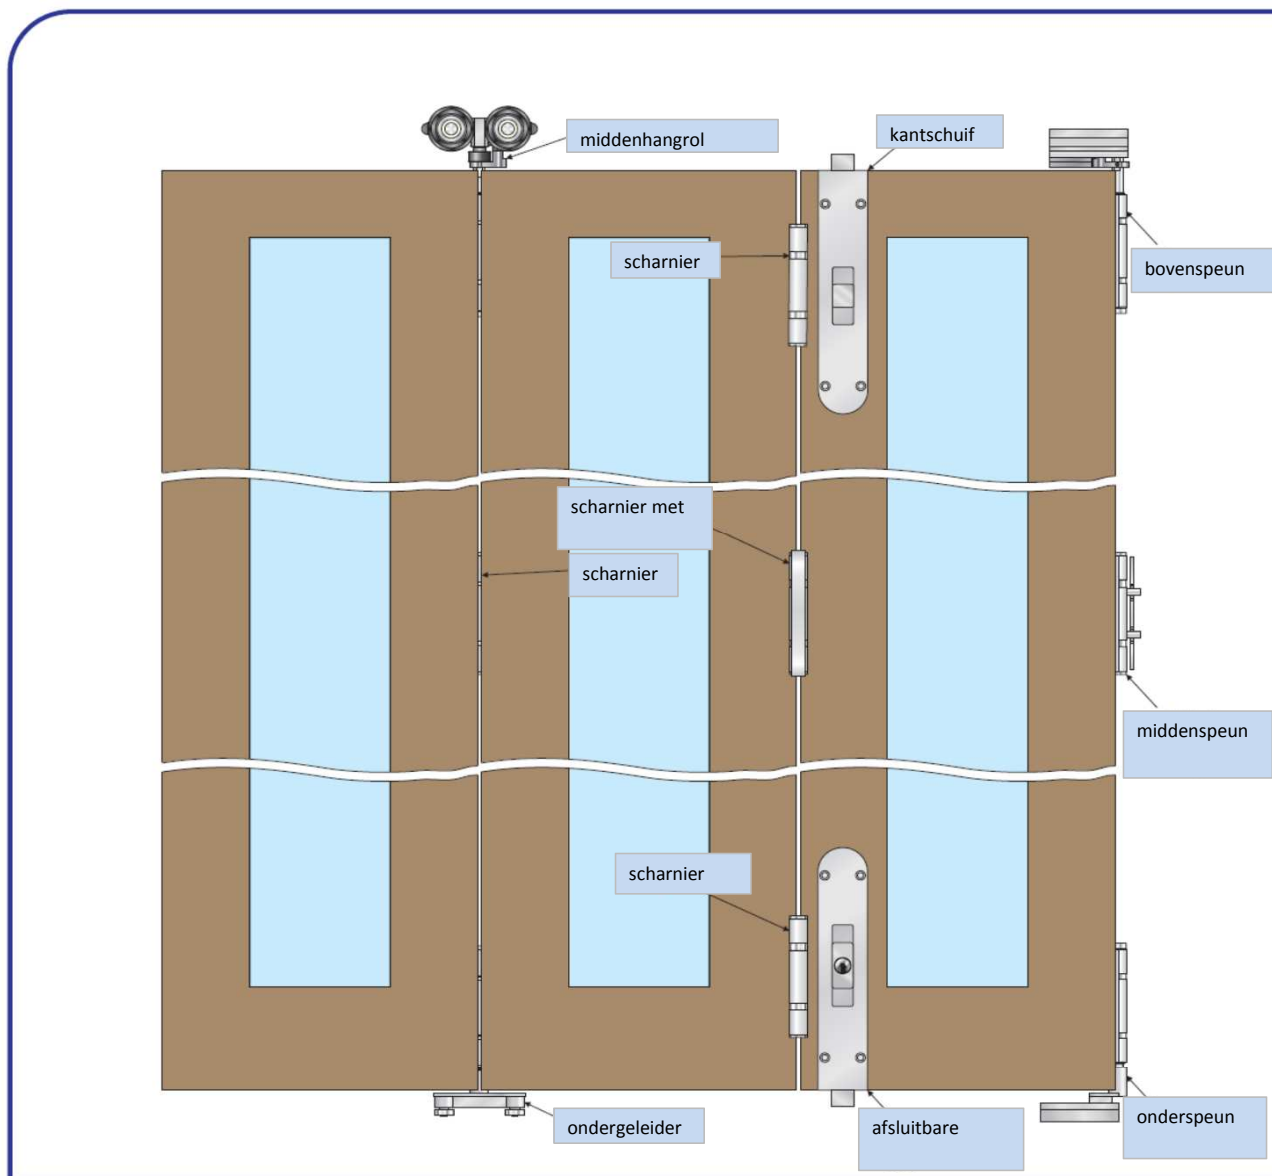 middenhangrol
kantschuif
scharnier
bovenspeun
scharnier met
scharnier
middenspeun
scharnier
ondergeleider
afsluitbare
onderspeun